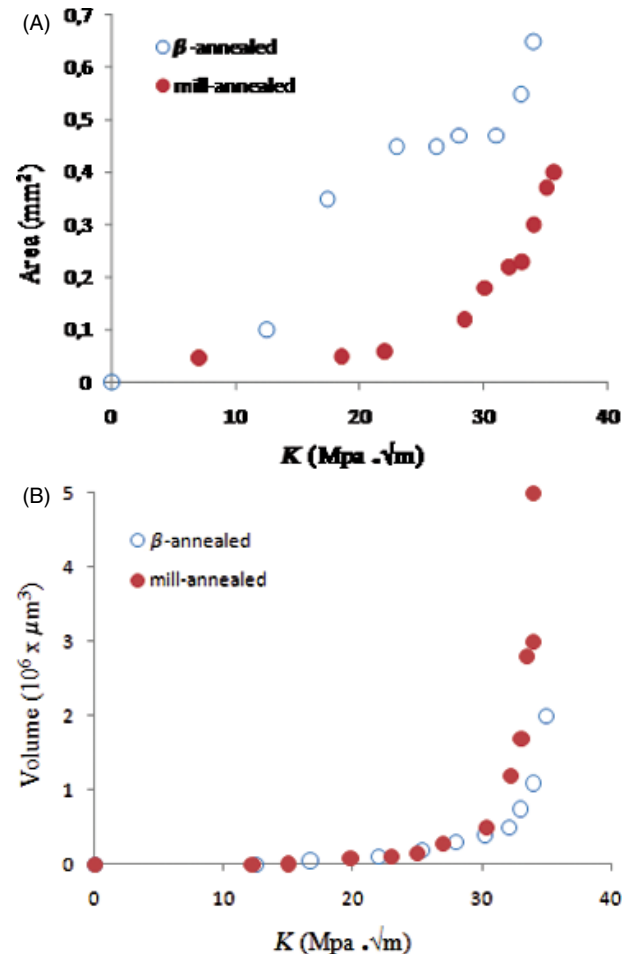 (A)
0,7
0,6
0,5
0,4
0,3
0,2
0,1
0
β-annealed
mill-annealed
Area (mm²)
0 10 20 30 40
K (Mpa .√m)
(B)
5
4
3
2
1
0
β-annealed
mill-annealed
Volume (10⁶ x µm³)
0 10 20 30 40
K (Mpa .√m)